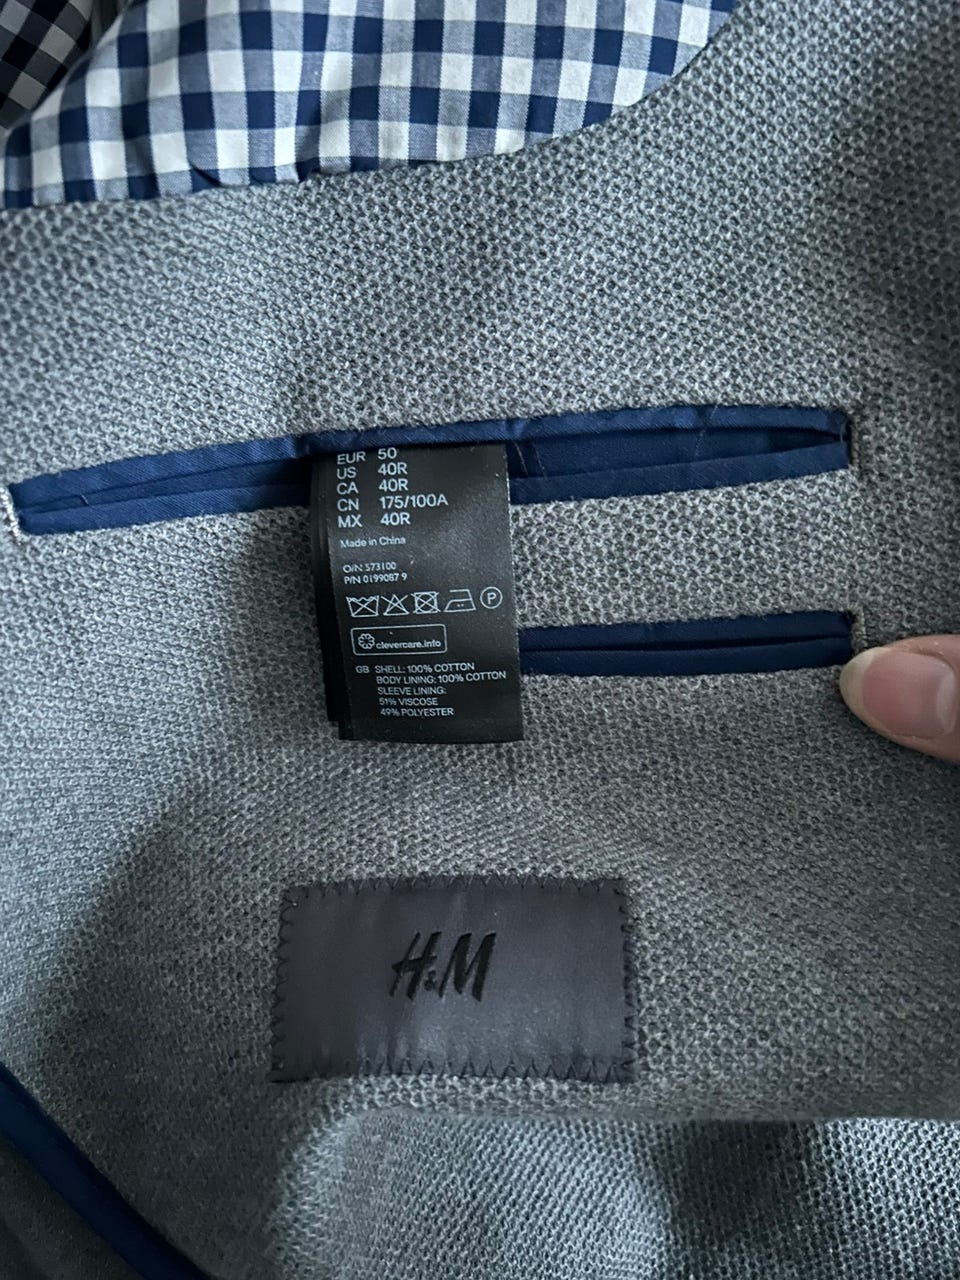 EUR 50
US 40R
CA 40R
CN 175/100A
MX 40R
Made in China
O/N 573100
P/N 0199087 9
P
clevercare.info
GB SHELL: 100% COTTON
BODY LINING: 100% COTTON
SLEEVE LINING:
51% VISCOSE
49% POLYESTER
H&M